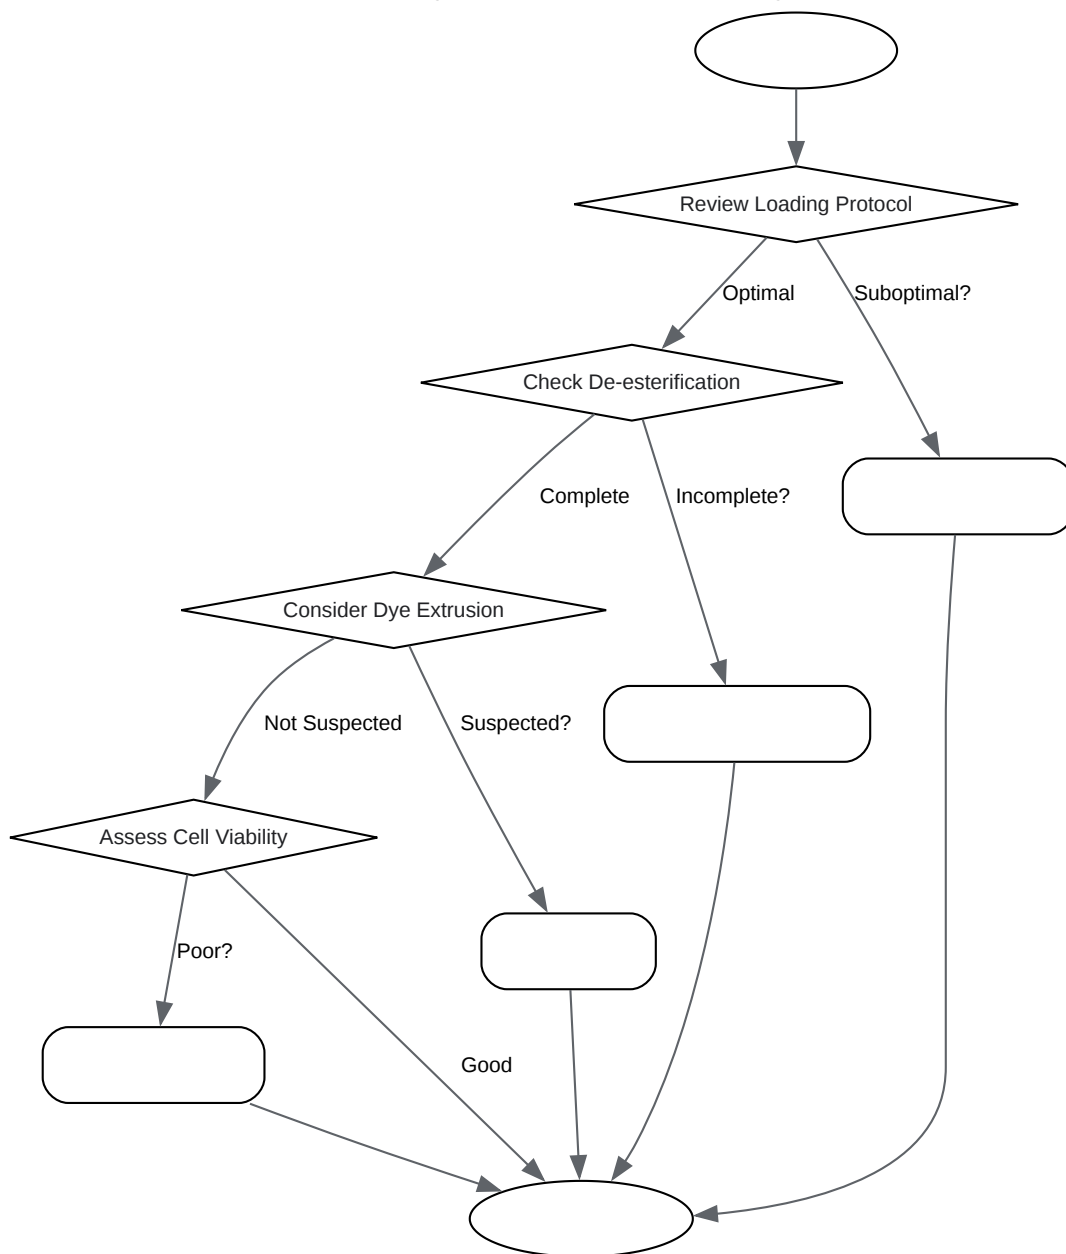 Review Loading Protocol
Optimal
Suboptimal?
Check De-esterification
Complete
Incomplete?
Consider Dye Extrusion
Not Suspected
Suspected?
Assess Cell Viability
Poor?
Good